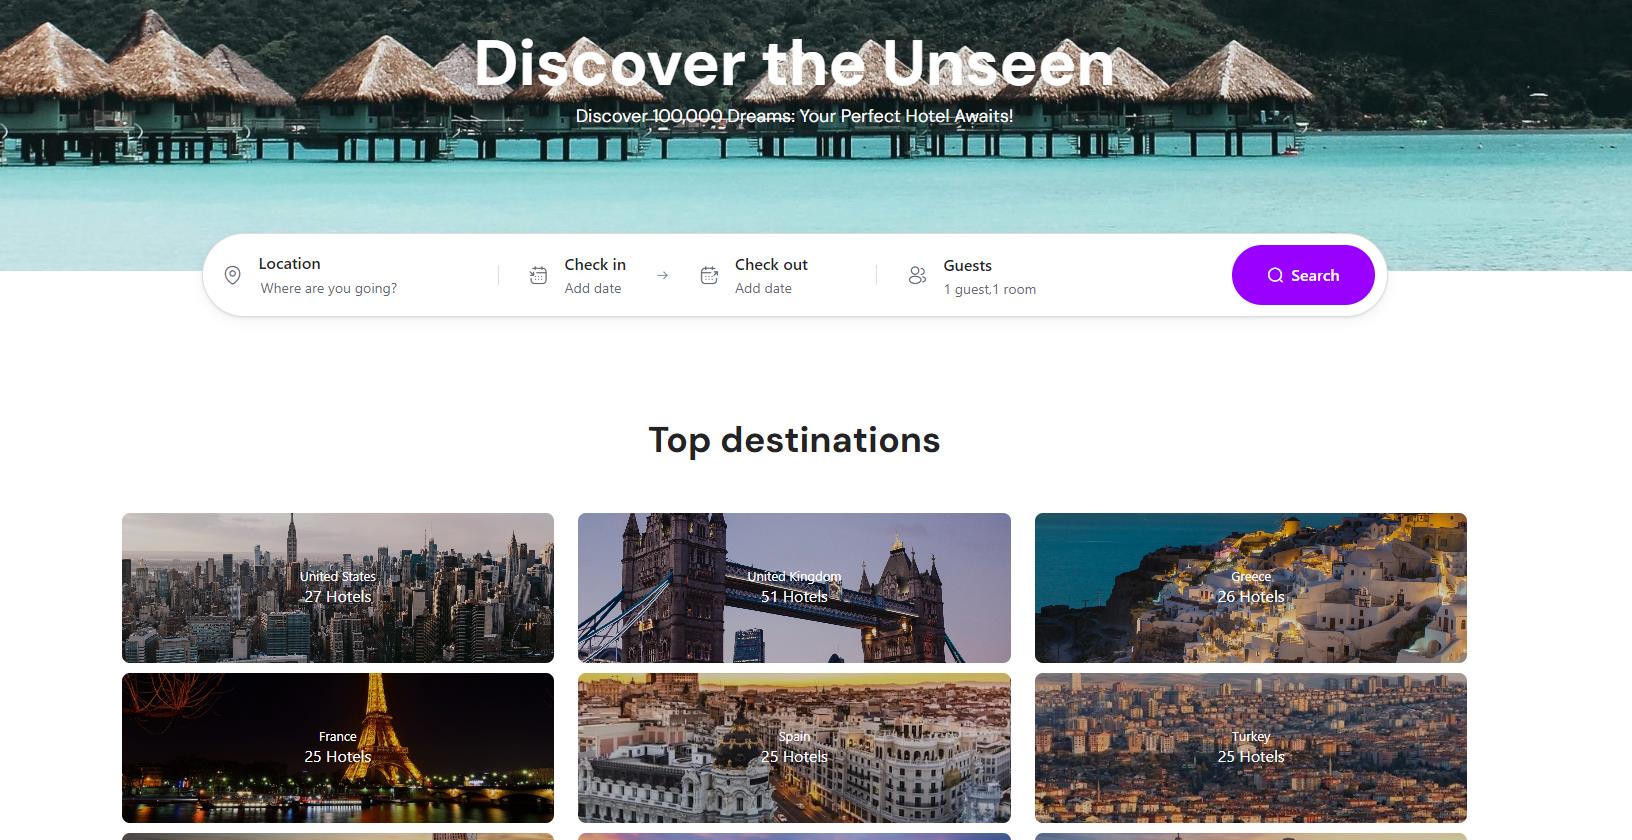 Discover the Unseen
Discover 100,000 Dreams: Your Perfect Hotel Awaits!
Location
Where are you going?
Check in
Add date
Check out
Add date
Guests
1 guest,1 room
Search
Top destinations
United States
27 Hotels
United Kingdom
51 Hotels
Greece
26 Hotels
France
25 Hotels
Spain
25 Hotels
Turkey
25 Hotels